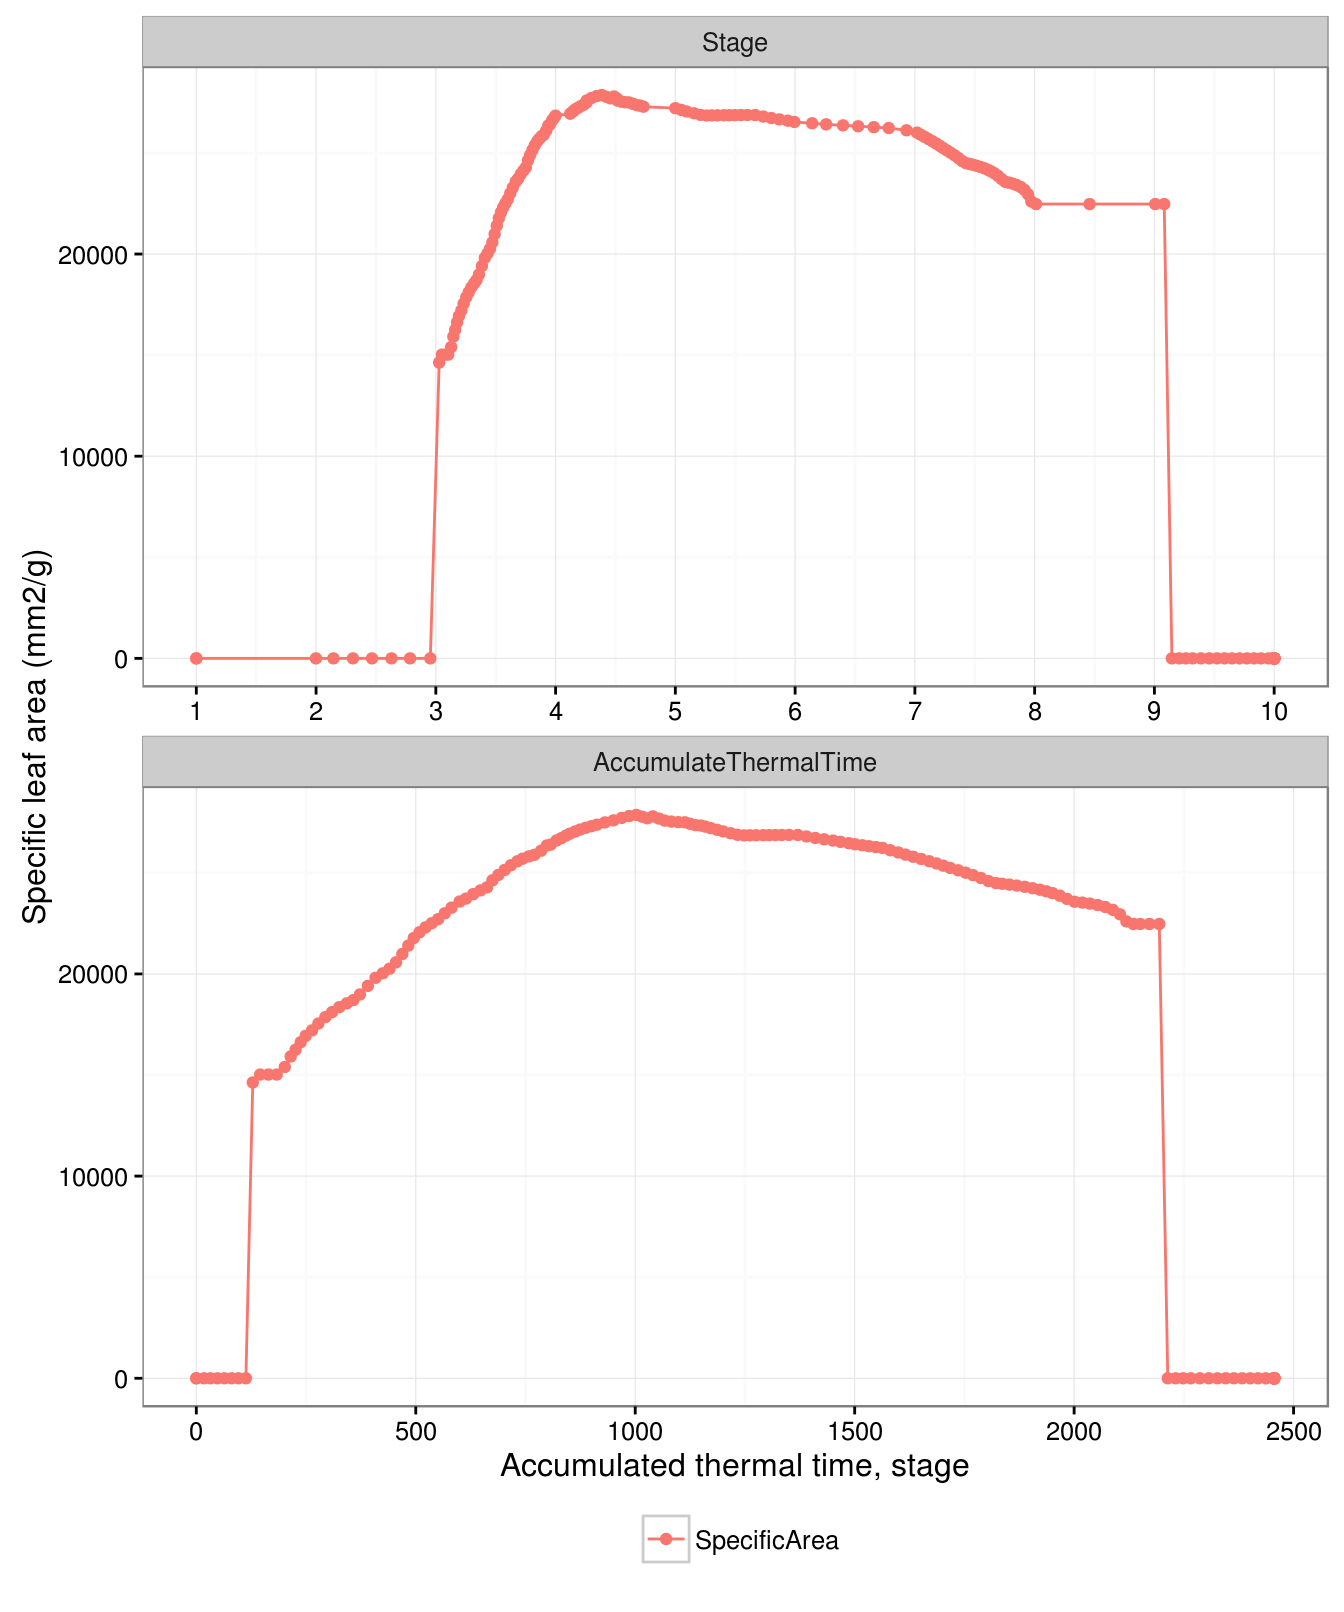 Stage
20000
10000
0
1 2 3 4 5 6 7 8 9 10
Specific leaf area (mm2/g)
AccumulateThermalTime
20000
10000
0
0 500 1000 1500 2000 2500
Accumulated thermal time, stage
SpecificArea